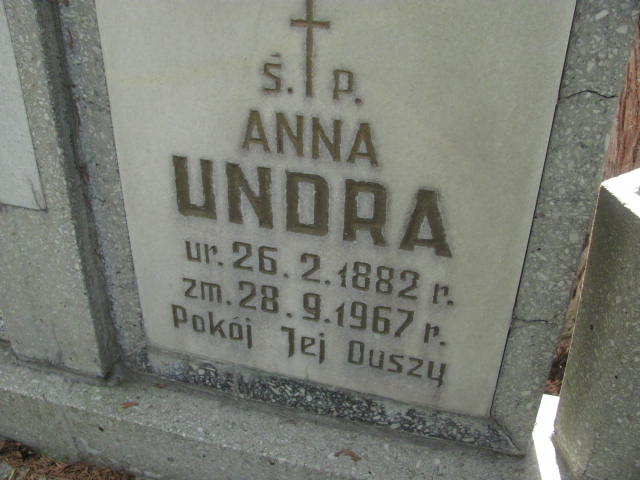 Ś. P.
ANNA
UNDRA
ur. 26.2.1882 r.
zm. 28.9.1967 r.
Pokój Jej Duszy